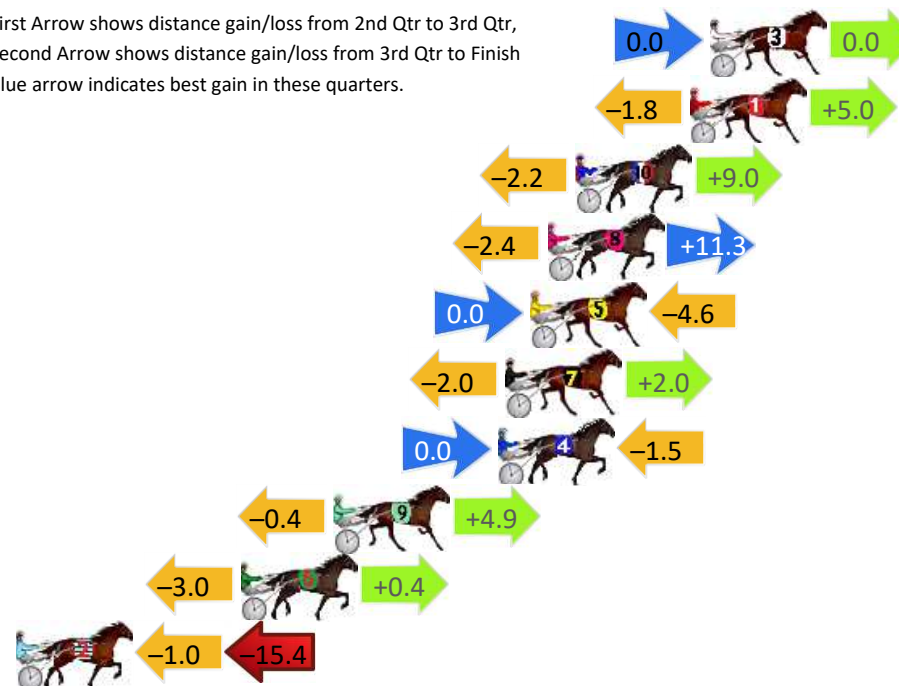 irst Arrow shows distance gain/loss from 2nd Qtr to 3rd Qtr,
econd Arrow shows distance gain/loss from 3rd Qtr to Finish
lue arrow indicates best gain in these quarters.
0.0 3 0.0
–1.8 1 +5.0
–2.2 10 +9.0
–2.4 8 +11.3
0.0 5 –4.6
–2.0 7 +2.0
0.0 4 –1.5
–0.4 9 +4.9
–3.0 6 +0.4
2 –1.0 –15.4